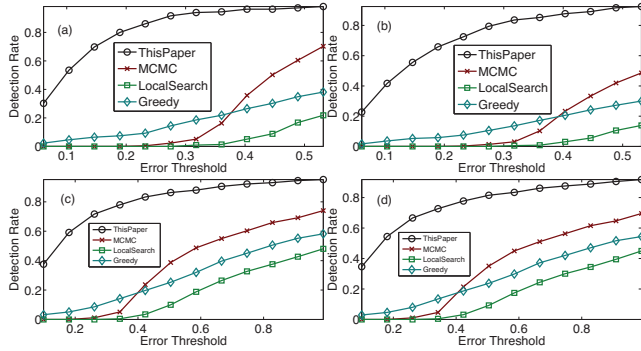 (a)
ThisPaper
MCMC
LocalSearch
Greedy
Detection Rate
0.8
0.6
0.4
0.2
0
0.1 0.2 0.3 0.4 0.5
Error Threshold
(b)
ThisPaper
MCMC
LocalSearch
Greedy
Detection Rate
0.8
0.6
0.4
0.2
0
0.1 0.2 0.3 0.4 0.5
Error Threshold
(c)
ThisPaper
MCMC
LocalSearch
Greedy
Detection Rate
0.8
0.6
0.4
0.2
0
0.2 0.4 0.6 0.8
Error Threshold
(d)
ThisPaper
MCMC
LocalSearch
Greedy
Detection Rate
0.8
0.6
0.4
0.2
0
0.2 0.4 0.6 0.8
Error Threshold